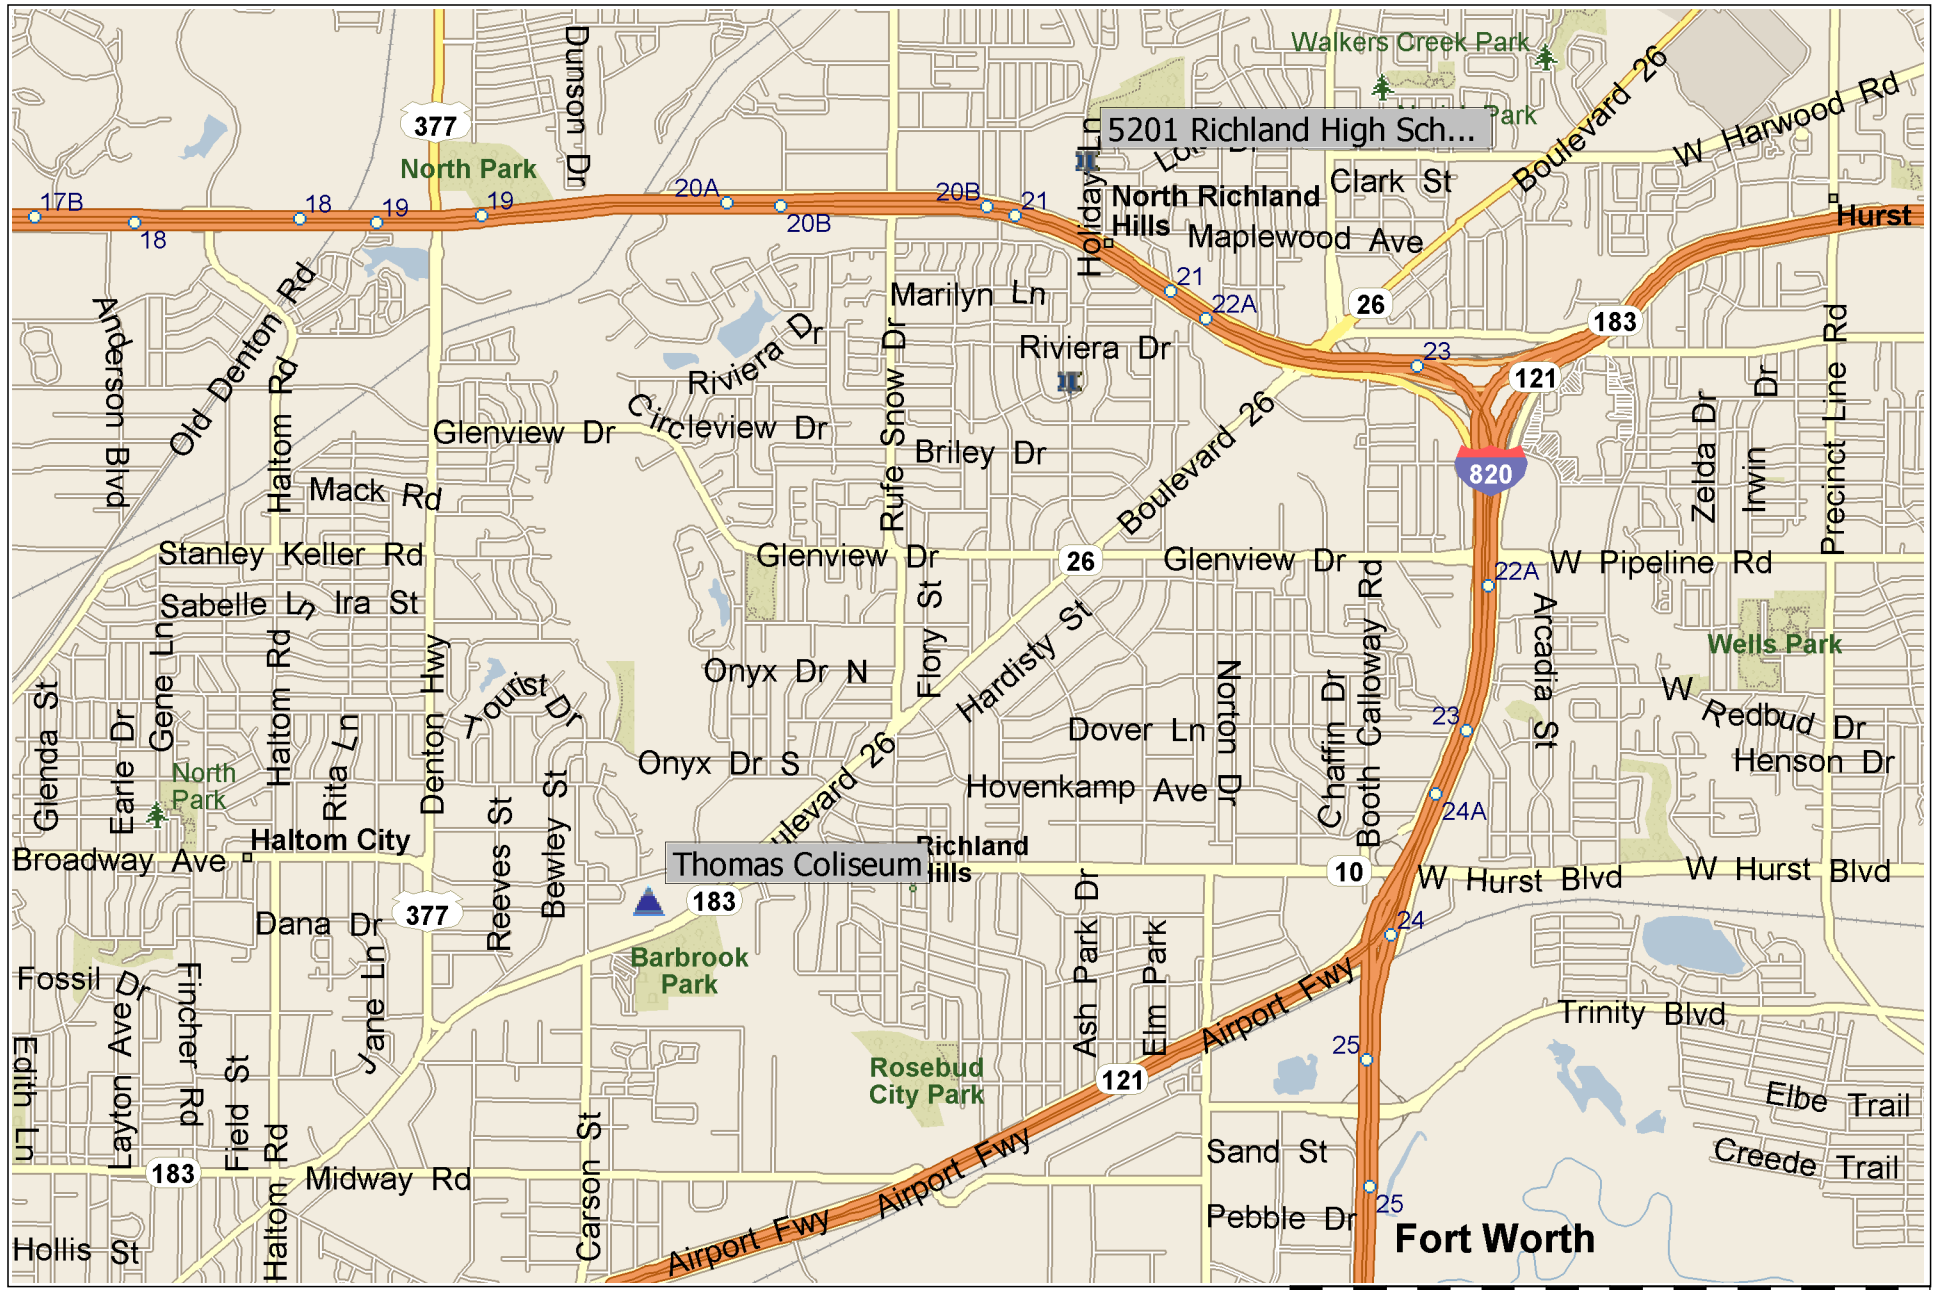 Walkers Creek Park
Boulevard 26
W Harwood Rd
Dunson Dr
377
North Park
5201 Richland High Sch...
Park
Holiday Ln
Clark St
North Richland
Hills
Maplewood Ave
Hurst
17B
18
18
19
19
20A
20B
20B
21
21
22A
23
26
183
121
820
Anderson Blvd
Old Denton Rd
Haltom Rd
Marilyn Ln
Riviera Dr
Riviera Dr
Rufe Snow Dr
Circleview Dr
Glenview Dr
Briley Dr
Boulevard 26
Zelda Dr
Irwin Dr
Precinct Line Rd
Mack Rd
Stanley Keller Rd
Glenview Dr
26
Glenview Dr
W Pipeline Rd
22A
Sabelle Ln
Ira St
Gene Ln
Haltom Rd
Denton Hwy
Flory St
Hardisty St
Booth Calloway Rd
Arcadia St
Wells Park
Onyx Dr N
Tourist Dr
Norton Dr
Chaffin Dr
W Redbud Dr
Glenda St
Earle Dr
Rita Ln
Dover Ln
23
Henson Dr
Onyx Dr S
Boulevard 26
North
Park
Hovenkamp Ave
24A
Reeves St
Bewley St
Haltom City
Broadway Ave
Thomas Coliseum
Richland
Hills
10
W Hurst Blvd
W Hurst Blvd
183
377
Dana Dr
Jane Ln
24
Barbrook
Park
Ash Park Dr
Elm Park
Fossil Dr
Fincher Rd
Layton Ave
Airport Fwy
Trinity Blvd
25
Edith Ln
Field St
Rosebud
City Park
121
Elbe Trail
Carson St
Haltom Rd
183
Midway Rd
Airport Fwy
Sand St
Creede Trail
25
Pebble Dr
Hollis St
Airport Fwy
Fort Worth